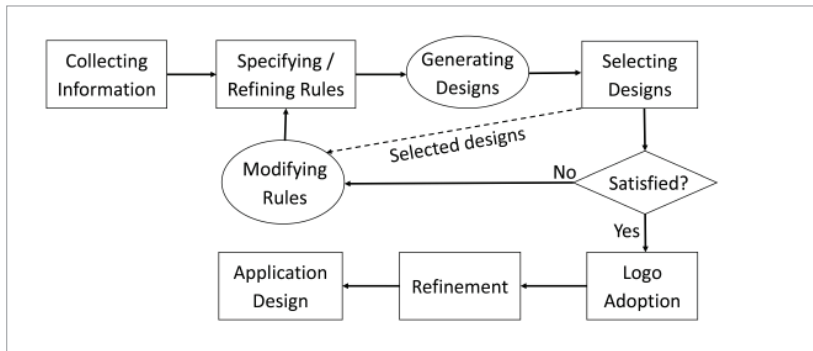 Collecting
Information
Specifying /
Refining Rules
Generating
Designs
Selecting
Designs
Selected designs
Modifying
Rules
No
Satisfied?
Yes
Application
Design
Refinement
Logo
Adoption